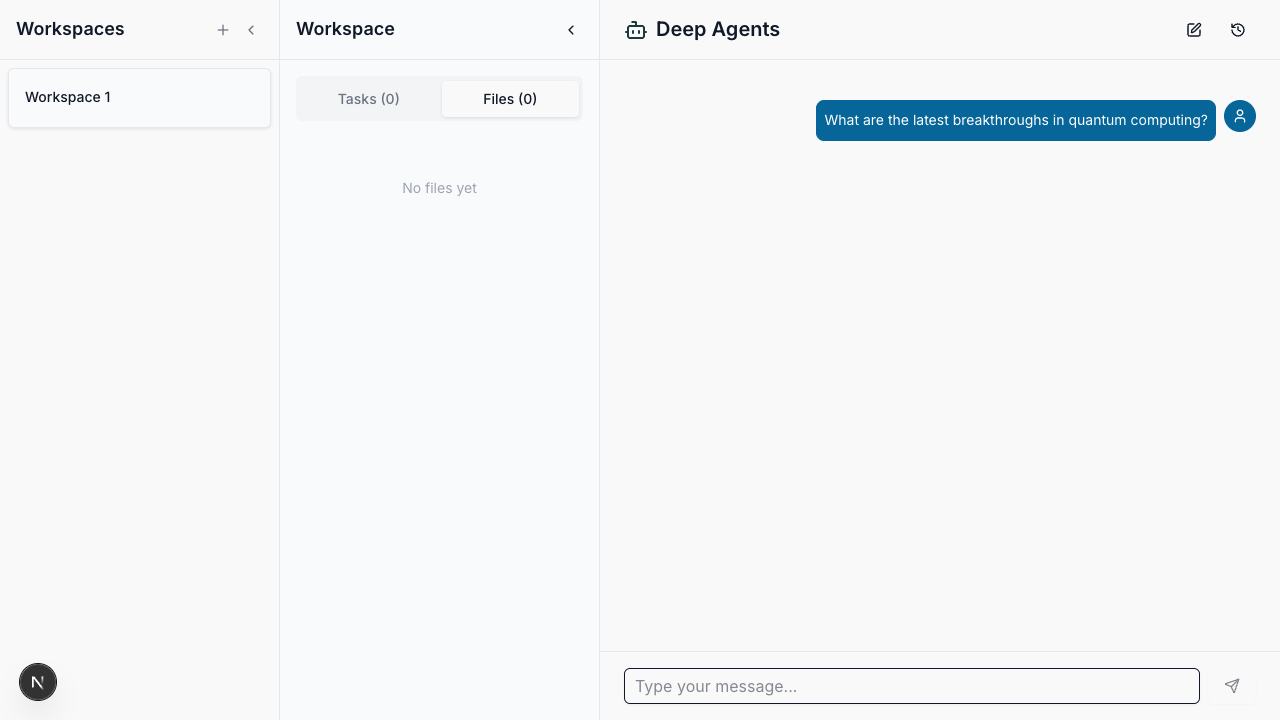 Workspaces
Workspace 1
Workspace
Tasks (0)
Files (0)
No files yet
Deep Agents
What are the latest breakthroughs in quantum computing?
Type your message...
N